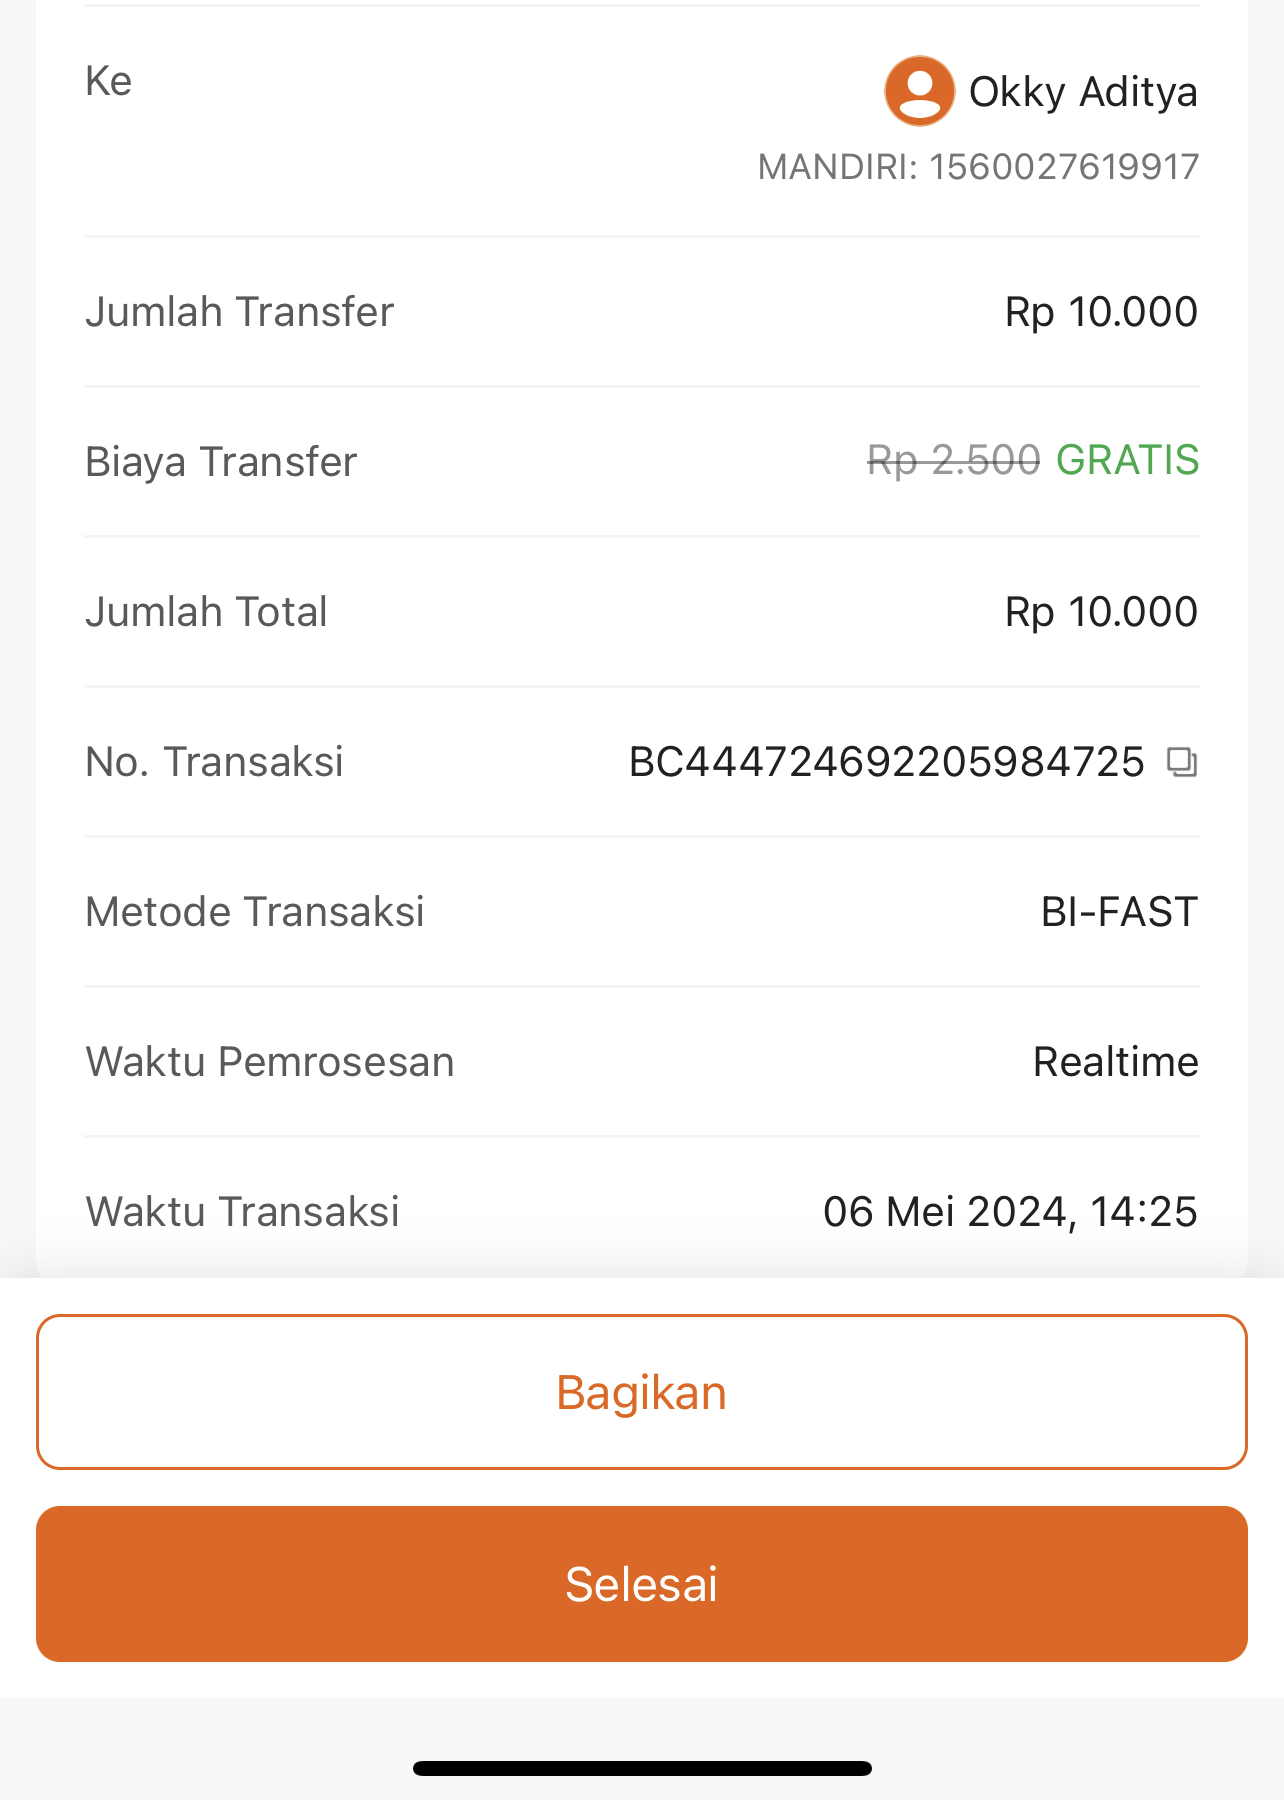 Ke
Okky Aditya
MANDIRI: 1560027619917
Jumlah Transfer Rp 10.000
Biaya Transfer Rp 2.500 GRATIS
Jumlah Total Rp 10.000
No. Transaksi BC444724692205984725
Metode Transaksi BI-FAST
Waktu Pemrosesan Realtime
Waktu Transaksi 06 Mei 2024, 14:25
Bagikan
Selesai